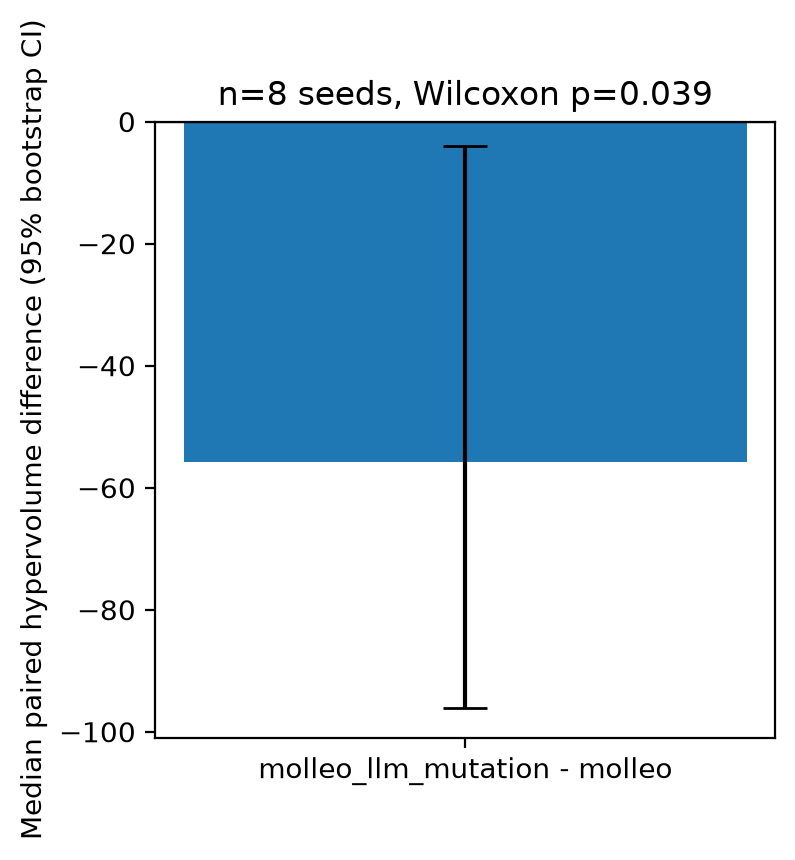 n=8 seeds, Wilcoxon p=0.039
Median paired hypervolume difference (95% bootstrap CI)
0
−20
−40
−60
−80
−100
molleo_llm_mutation - molleo